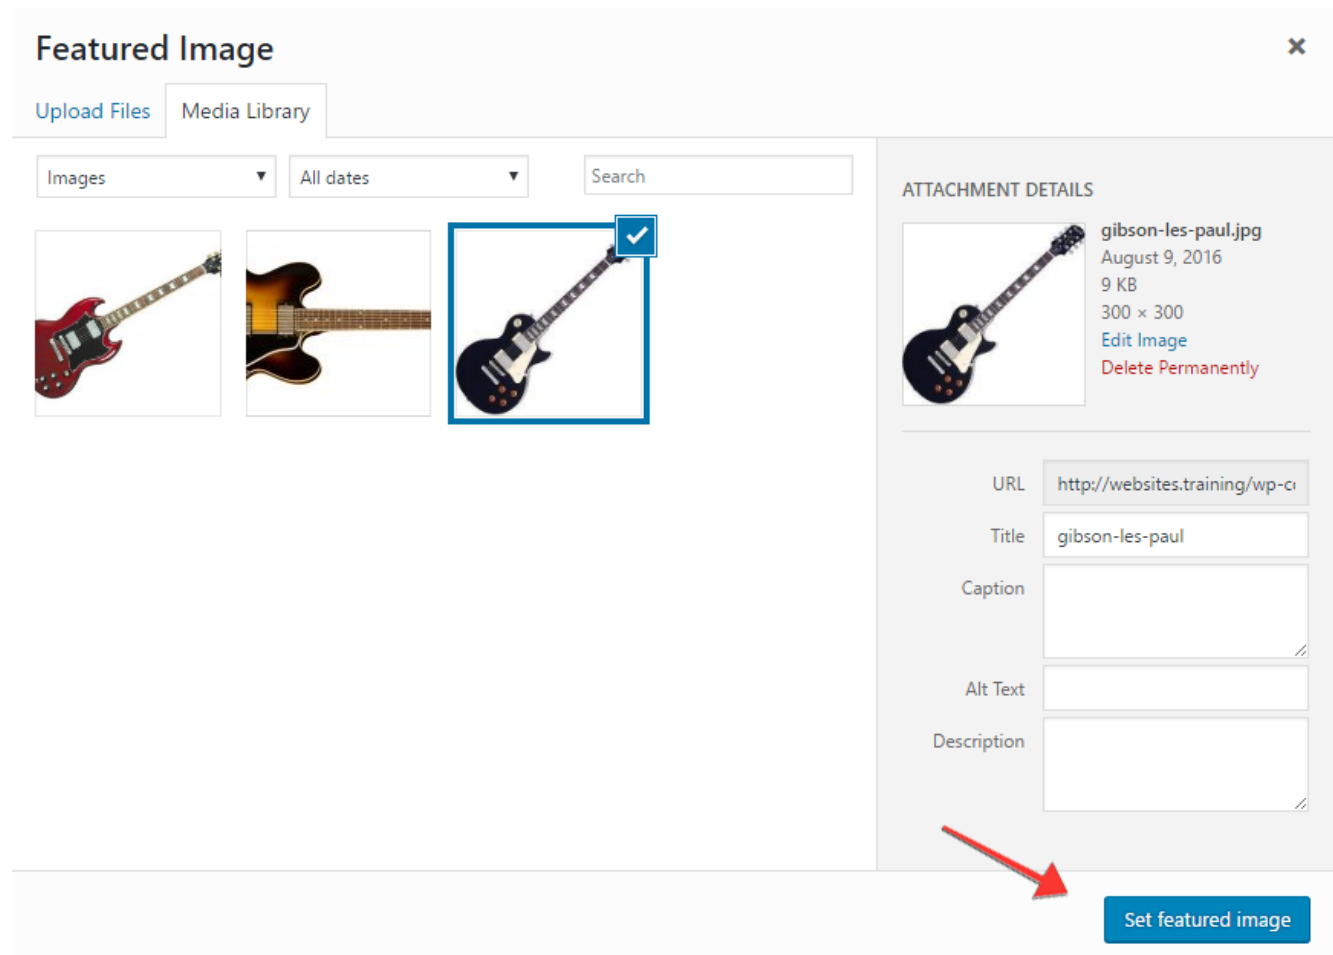 Featured Image
Upload Files
Media Library
Images
All dates
Search
ATTACHMENT DETAILS
gibson-les-paul.jpg
August 9, 2016
9 KB
300 × 300
Edit Image
Delete Permanently
URL
http://websites.training/wp-c
Title
gibson-les-paul
Caption
Alt Text
Description
Set featured image